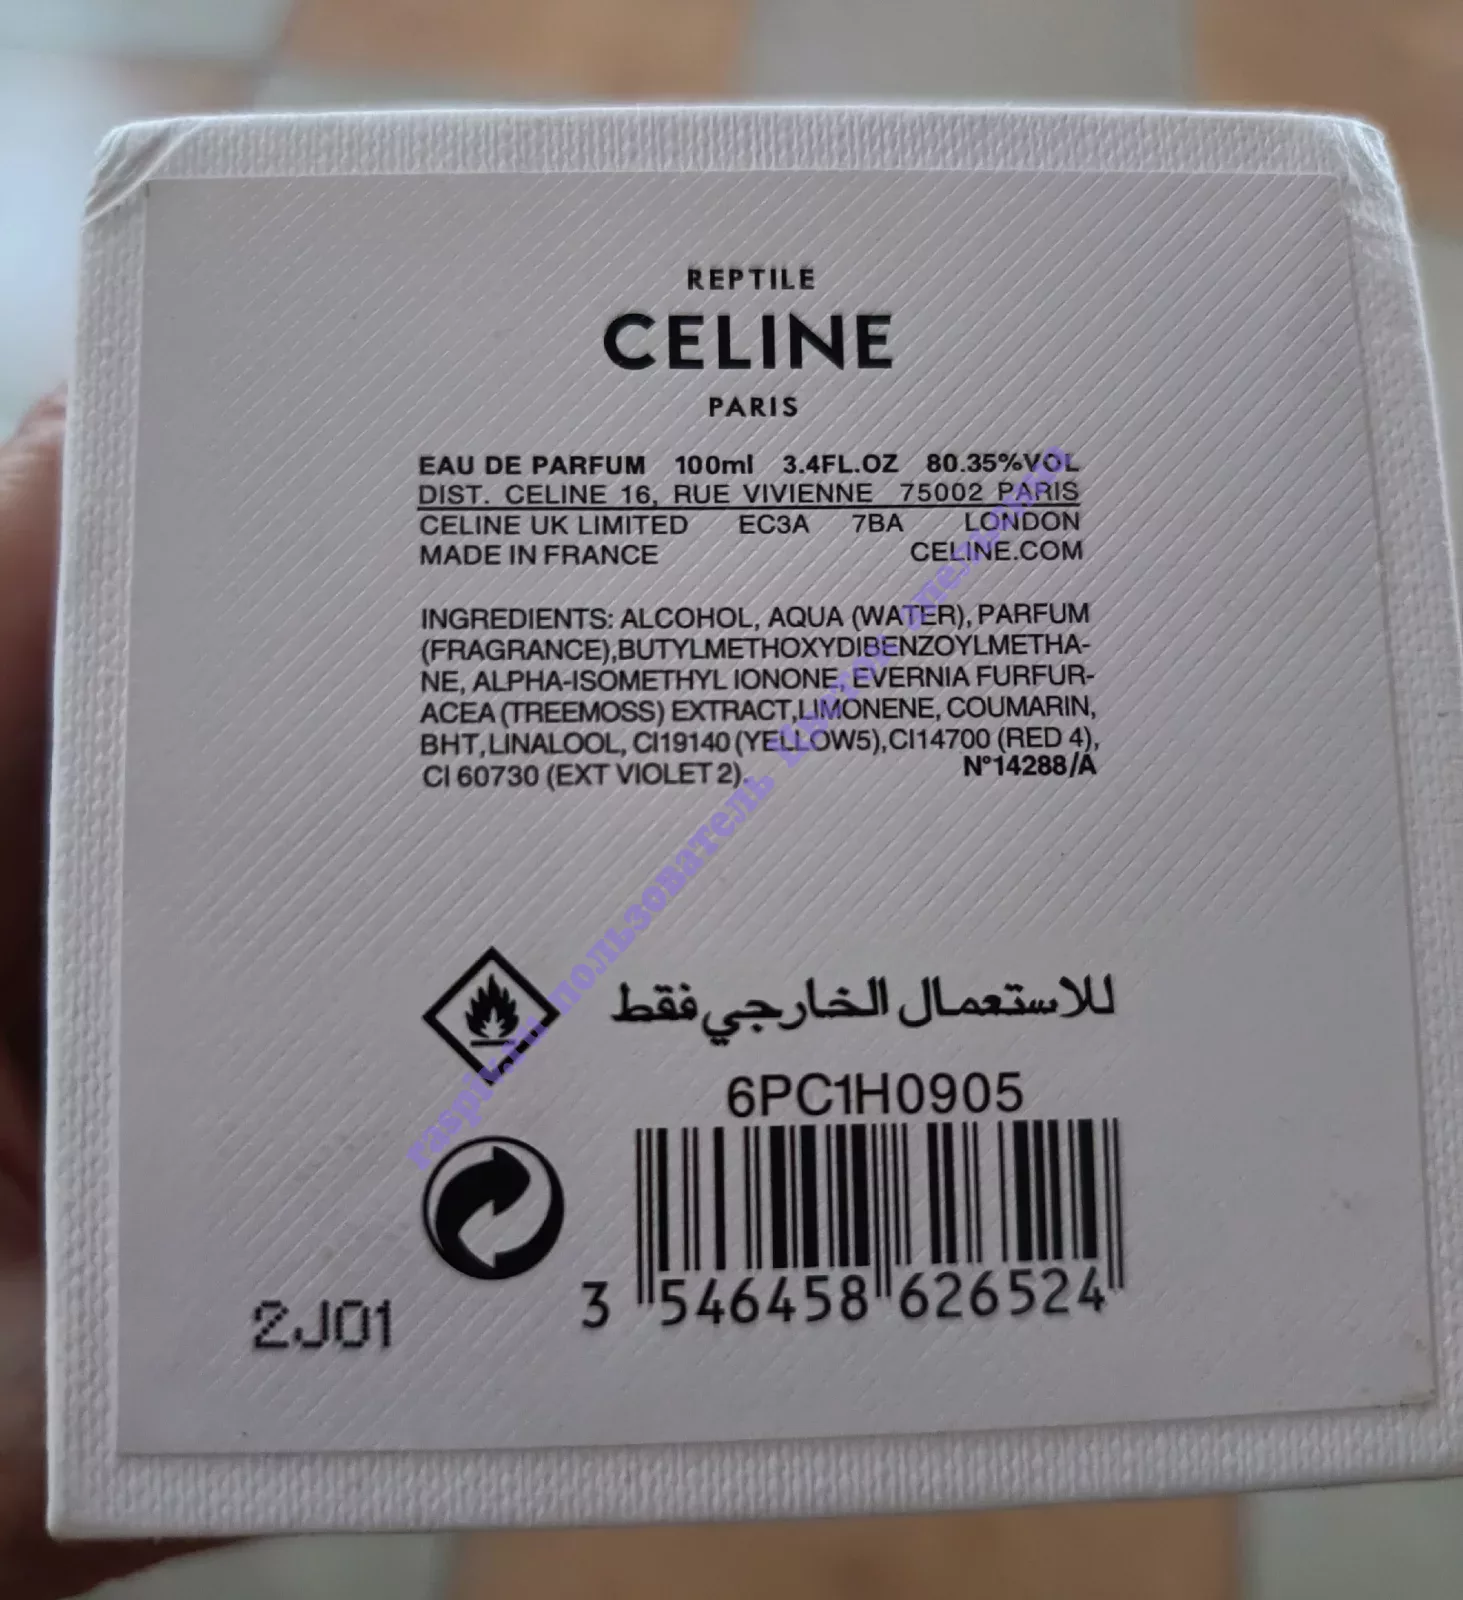 REPTILE
CELINE
PARIS
EAU DE PARFUM 100ml 3.4FL.OZ 80.35%VOL
DIST. CELINE 16, RUE VIVIENNE 75002 PARIS
CELINE UK LIMITED EC3A 7BA LONDON
MADE IN FRANCE CELINE.COM
INGREDIENTS: ALCOHOL, AQUA (WATER), PARFUM
(FRAGRANCE),BUTYLMETHOXYDIBENZOYLMETHA-
NE, ALPHA-ISOMETHYL IONONE, EVERNIA FURFUR-
ACEA (TREEMOSS) EXTRACT,LIMONENE, COUMARIN,
BHT,LINALOOL, CI19140 (YELLOW5),CI14700 (RED 4),
CI 60730 (EXT VIOLET 2). N°14288/A
للاستعمال الخارجي فقط
6PC1H0905
3 546458 626524
2J01
пользователь Цветок